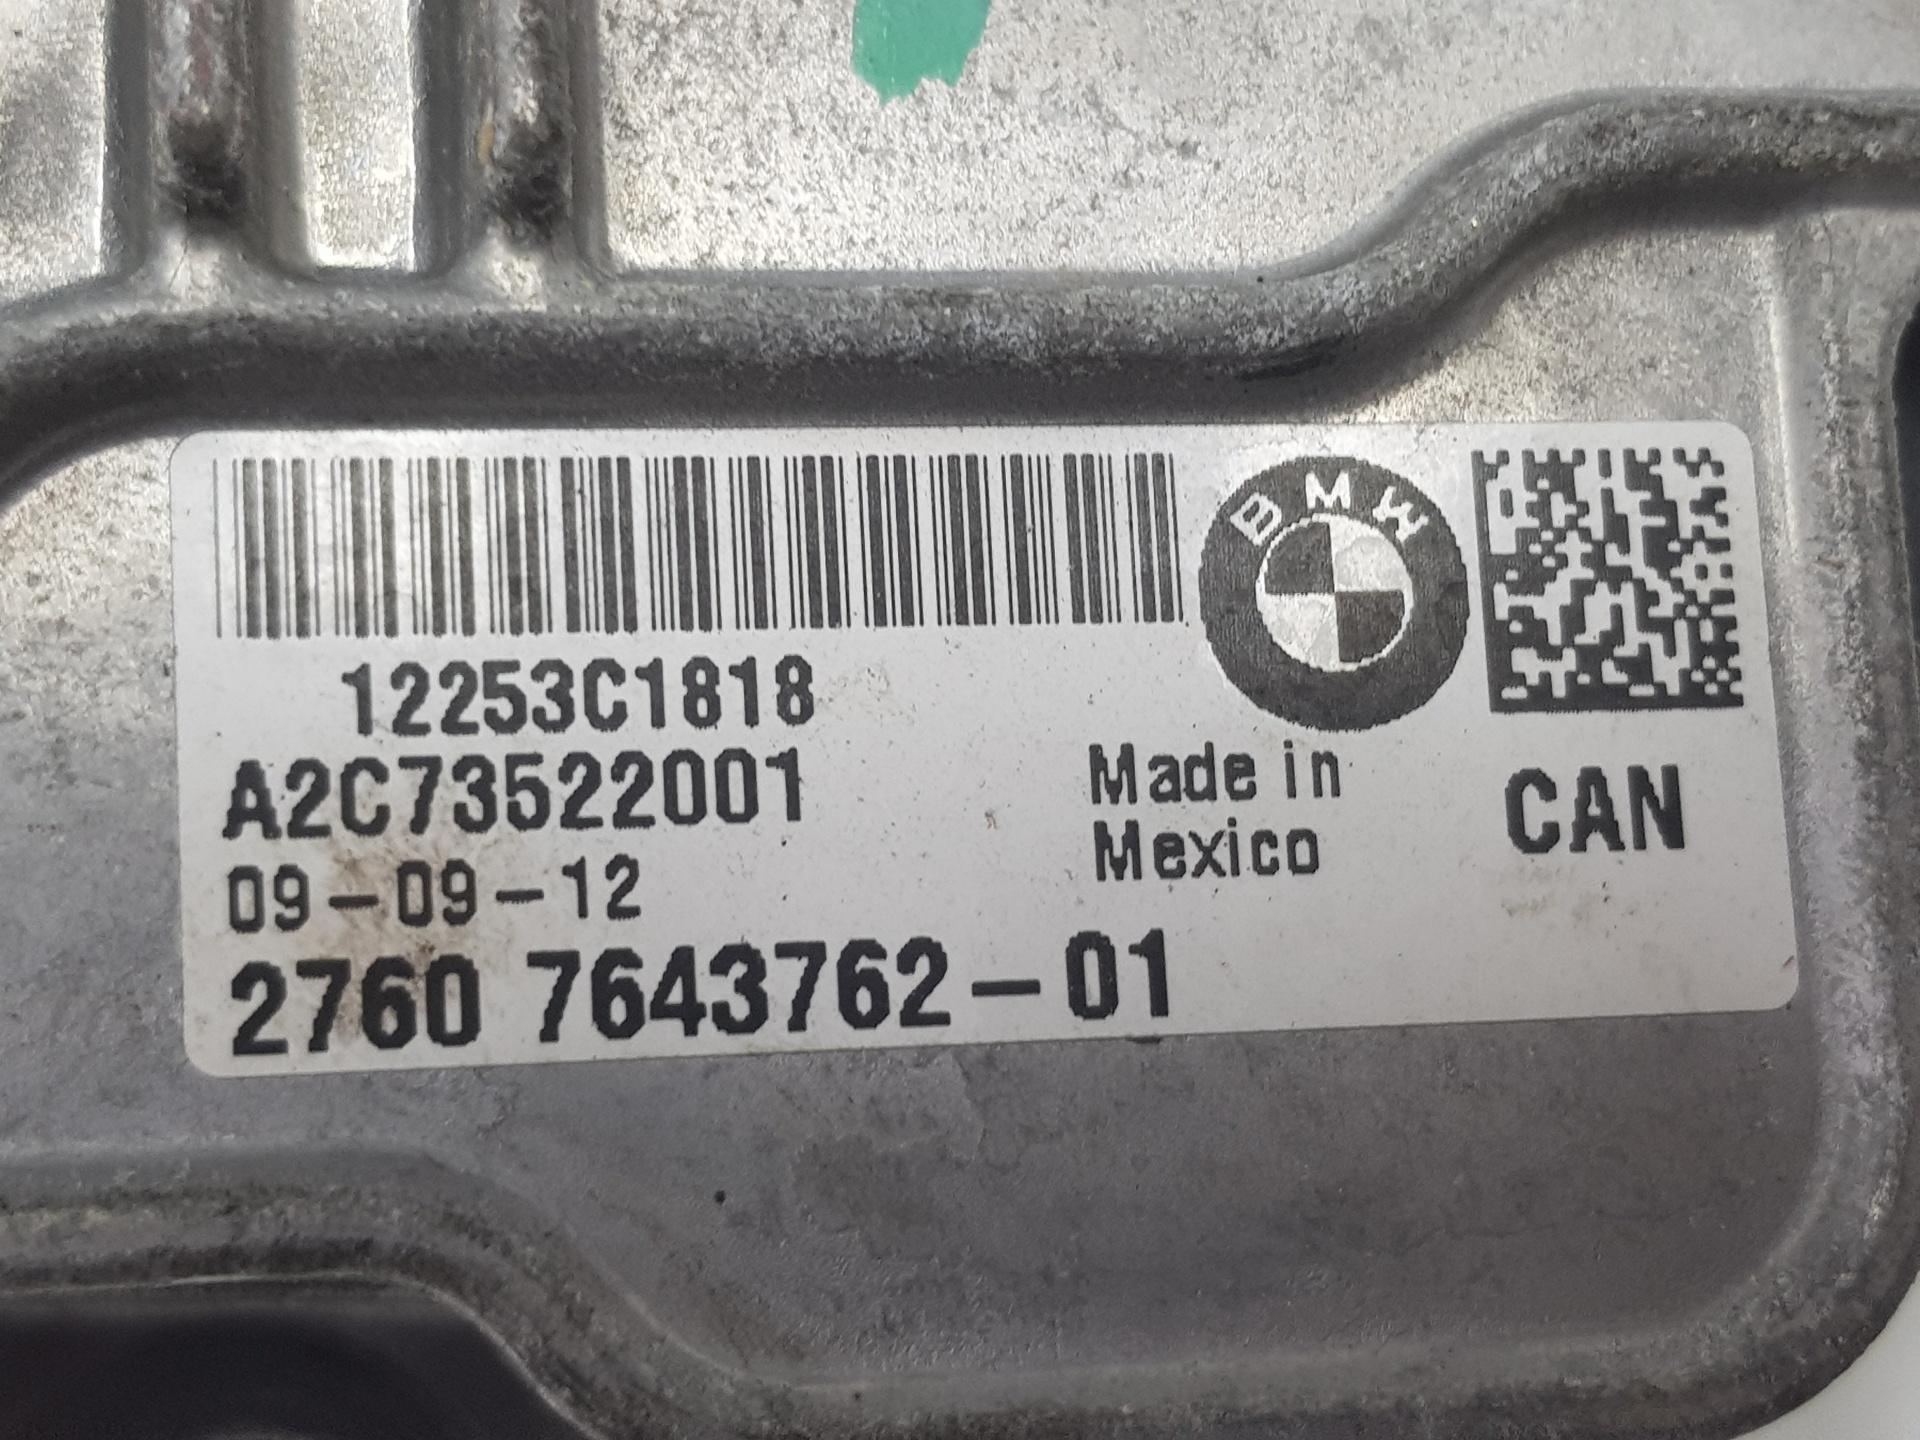 BMW
12253C1818
A2C73522001
Made in
Mexico
CAN
09-09-12
2760 7643762-01